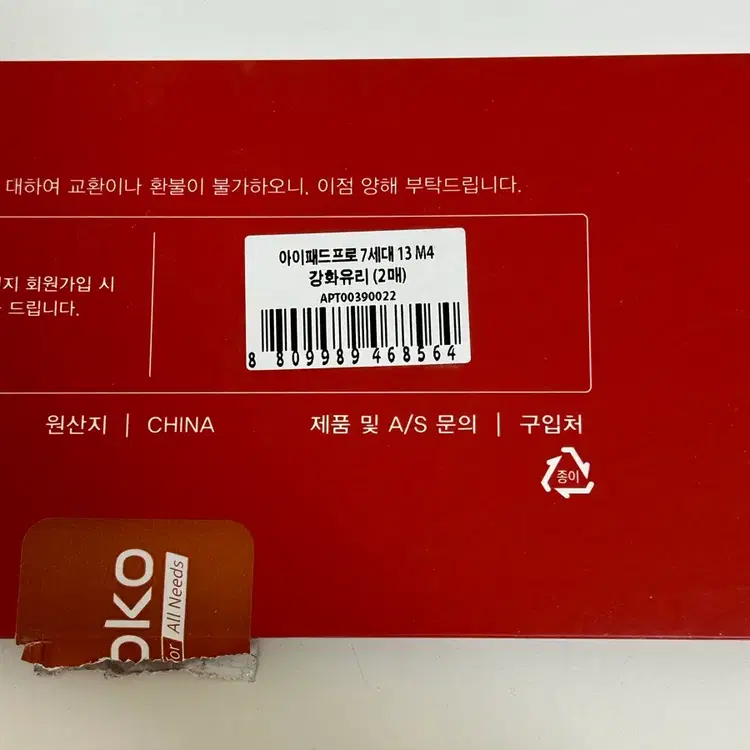 대하여 교환이나 환불이 불가하오니, 이점 양해 부탁드립니다.
지 회원가입 시
드립니다.
아이패드프로 7세대 13 M4
강화유리 (2매)
APT00390022
8 809989 468564
원산지 | CHINA
제품 및 A/S 문의 | 구입처
종이
oko
for All Needs